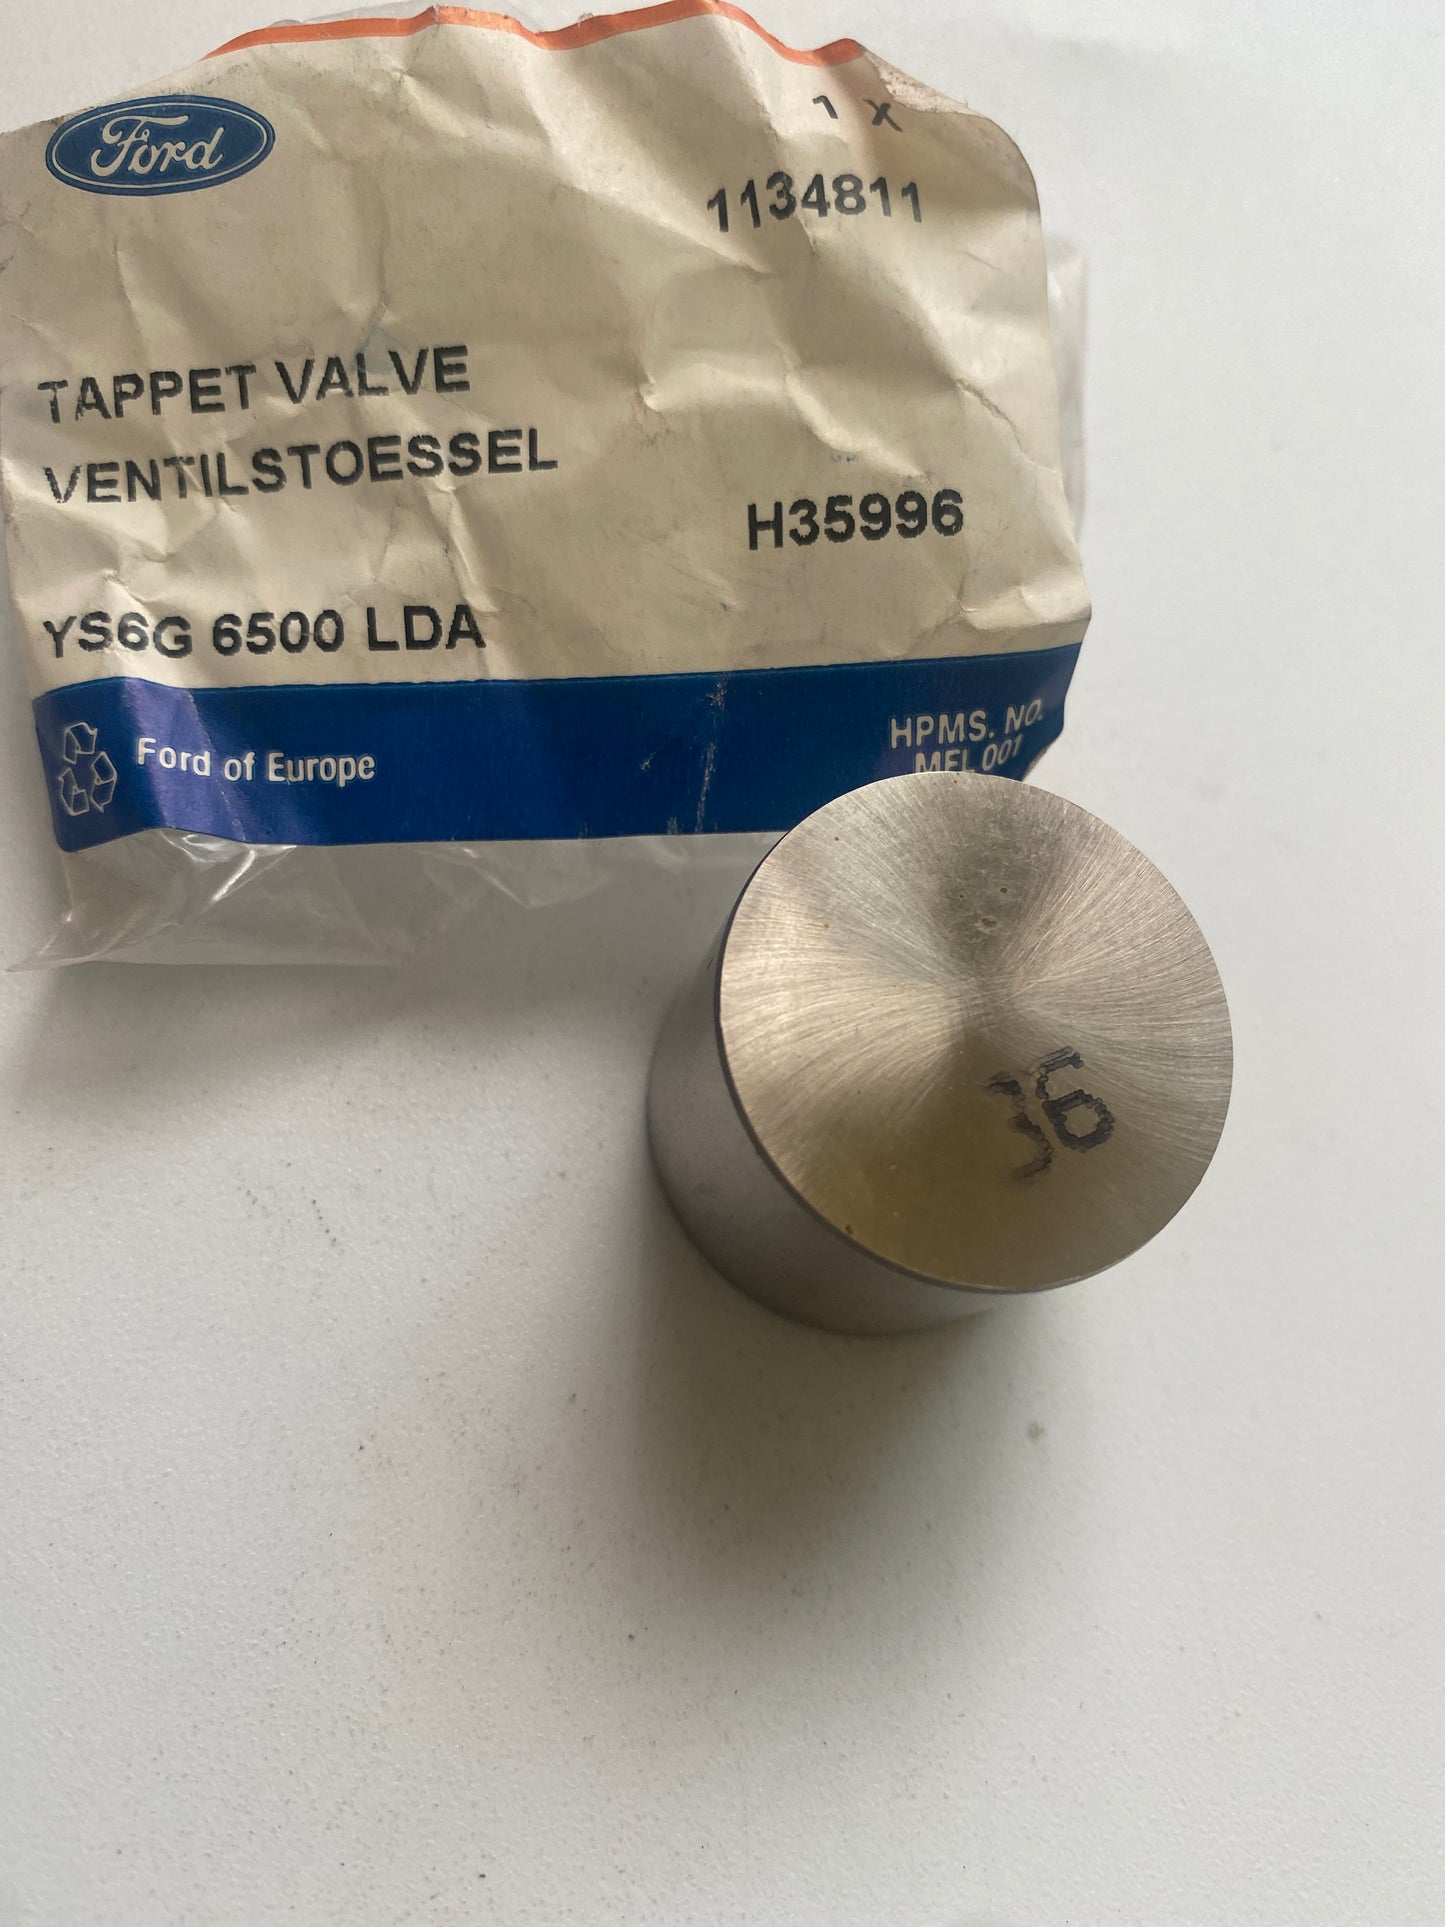 Ford
1 X
1134811
TAPPET VALVE
VENTILSTOESSEL
H35996
YS6G 6500 LDA
Ford of Europe
HPMS. NO.
MEL 001